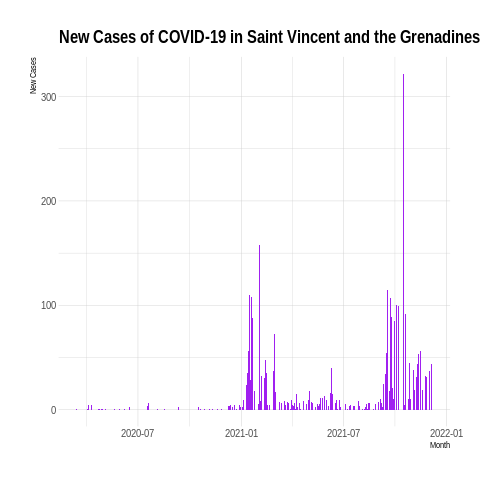 New Cases of COVID-19 in Saint Vincent and the Grenadines
New Cases
300
200
100
0
2020-07
2021-01
2021-07
2022-01
Month